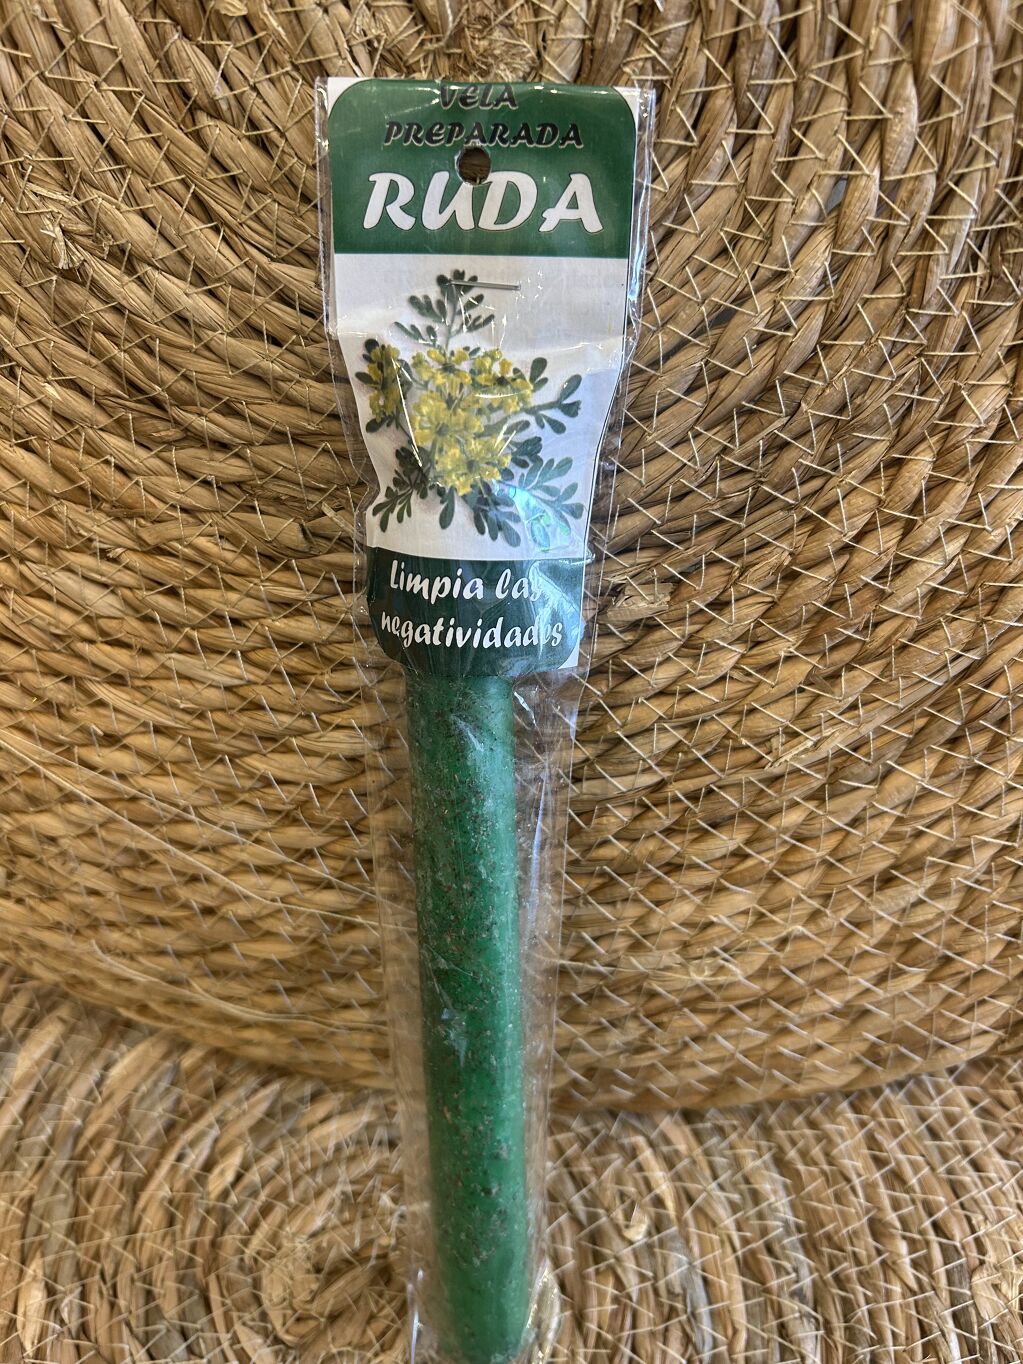 VELA
PREPARADA
RUDA
Limpia las
negatividades